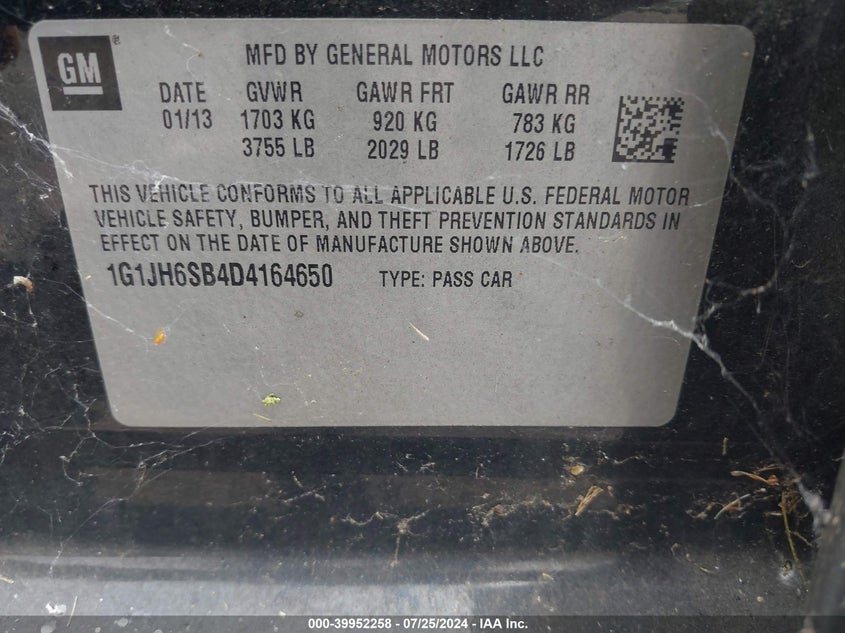 GM
MFD BY GENERAL MOTORS LLC
DATE GVWR GAWR FRT GAWR RR
01/13 1703 KG 920 KG 783 KG
3755 LB 2029 LB 1726 LB
THIS VEHICLE CONFORMS TO ALL APPLICABLE U.S. FEDERAL MOTOR
VEHICLE SAFETY, BUMPER, AND THEFT PREVENTION STANDARDS IN
EFFECT ON THE DATE OF MANUFACTURE SHOWN ABOVE.
1G1JH6SB4D4164650 TYPE: PASS CAR
000-39952258 - 07/25/2024 - IAA Inc.